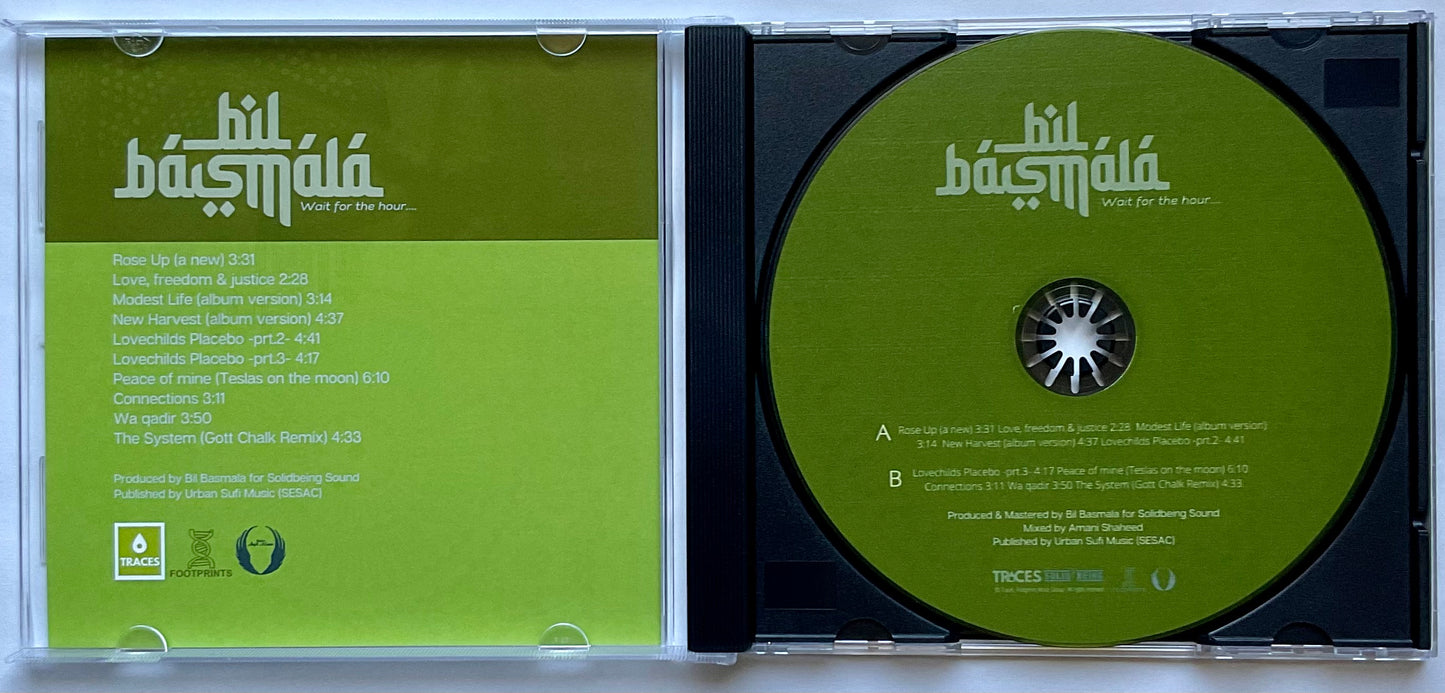 bil
básmálá
Wait for the hour....
Rose Up (a new) 3:31
Love, freedom & justice 2:28
Modest Life (album version) 3:14
New Harvest (album version) 4:37
Lovechilds Placebo -prt.2- 4:41
Lovechilds Placebo -prt.3- 4:17
Peace of mine (Teslas on the moon) 6:10
Connections 3:11
Wa qadir 3:50
The System (Gott Chalk Remix) 4:33
Produced by Bil Basmala for Solidbeing Sound
Published by Urban Sufi Music (SESAC)
TRACES
FOOTPRINTS
bil
básmálá
Wait for the hour....
A Rose Up (a new) 3:31 Love, freedom & justice 2:28 Modest Life (album version)
3:14 New Harvest (album version) 4:37 Lovechilds Placebo -prt.2- 4:41
B Lovechilds Placebo -prt.3- 4:17 Peace of mine (Teslas on the moon) 6:10
Connections 3:11 Wa qadir 3:50 The System (Gott Chalk Remix) 4:33
Produced & Mastered by Bil Basmala for Solidbeing Sound
Mixed by Amani Shaheed
Published by Urban Sufi Music (SESAC)
TRACES